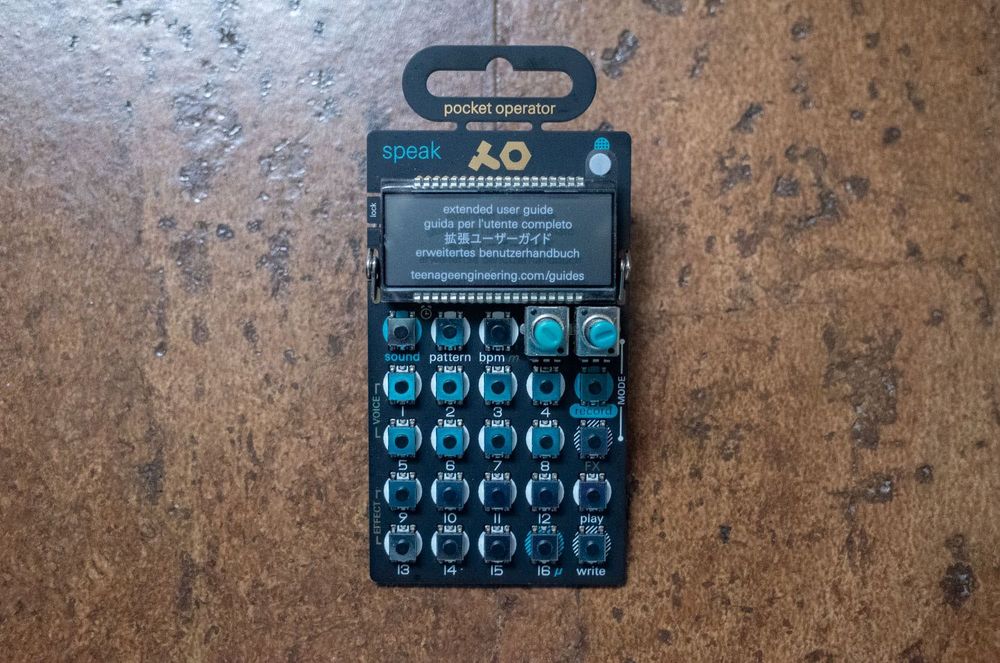 pocket operator
speak
lock
extended user guide
guida per l'utente completo
拡張ユーザーガイド
erweitertes benutzerhandbuch
teenageengineering.com/guides
sound pattern bpm m
MODE
VOICE
1 2 3 4 record
5 6 7 8 FX
EFFECT
9 10 11 12 play
13 14 15 16 μ write